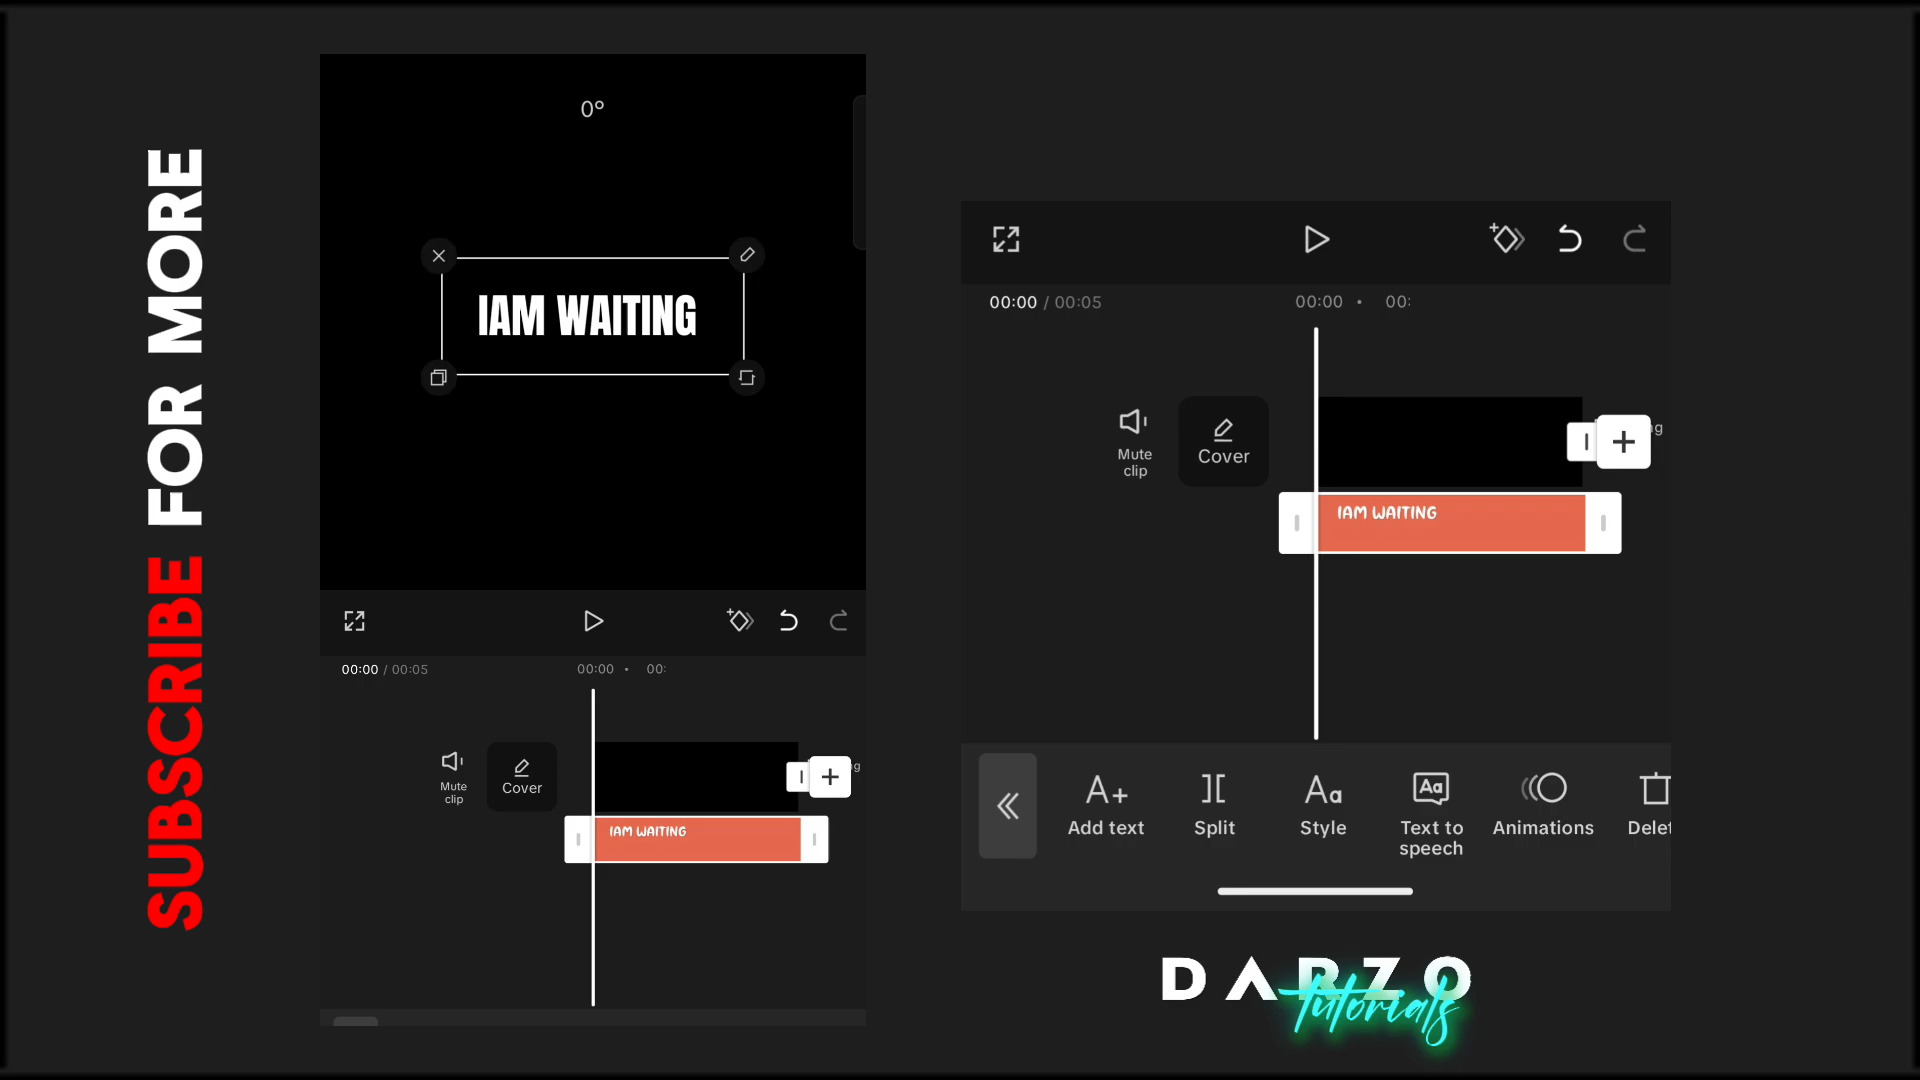 SUBSCRIBE FOR MORE
0°
IAM WAITING
00:00 / 00:05
00:00
00:
Mute
clip
Cover
IAM WAITING
00:00 / 00:05
00:00
00:
Mute
clip
Cover
IAM WAITING
Add text
Split
Style
Text to
speech
Animations
Delet
DARZO
tutorials